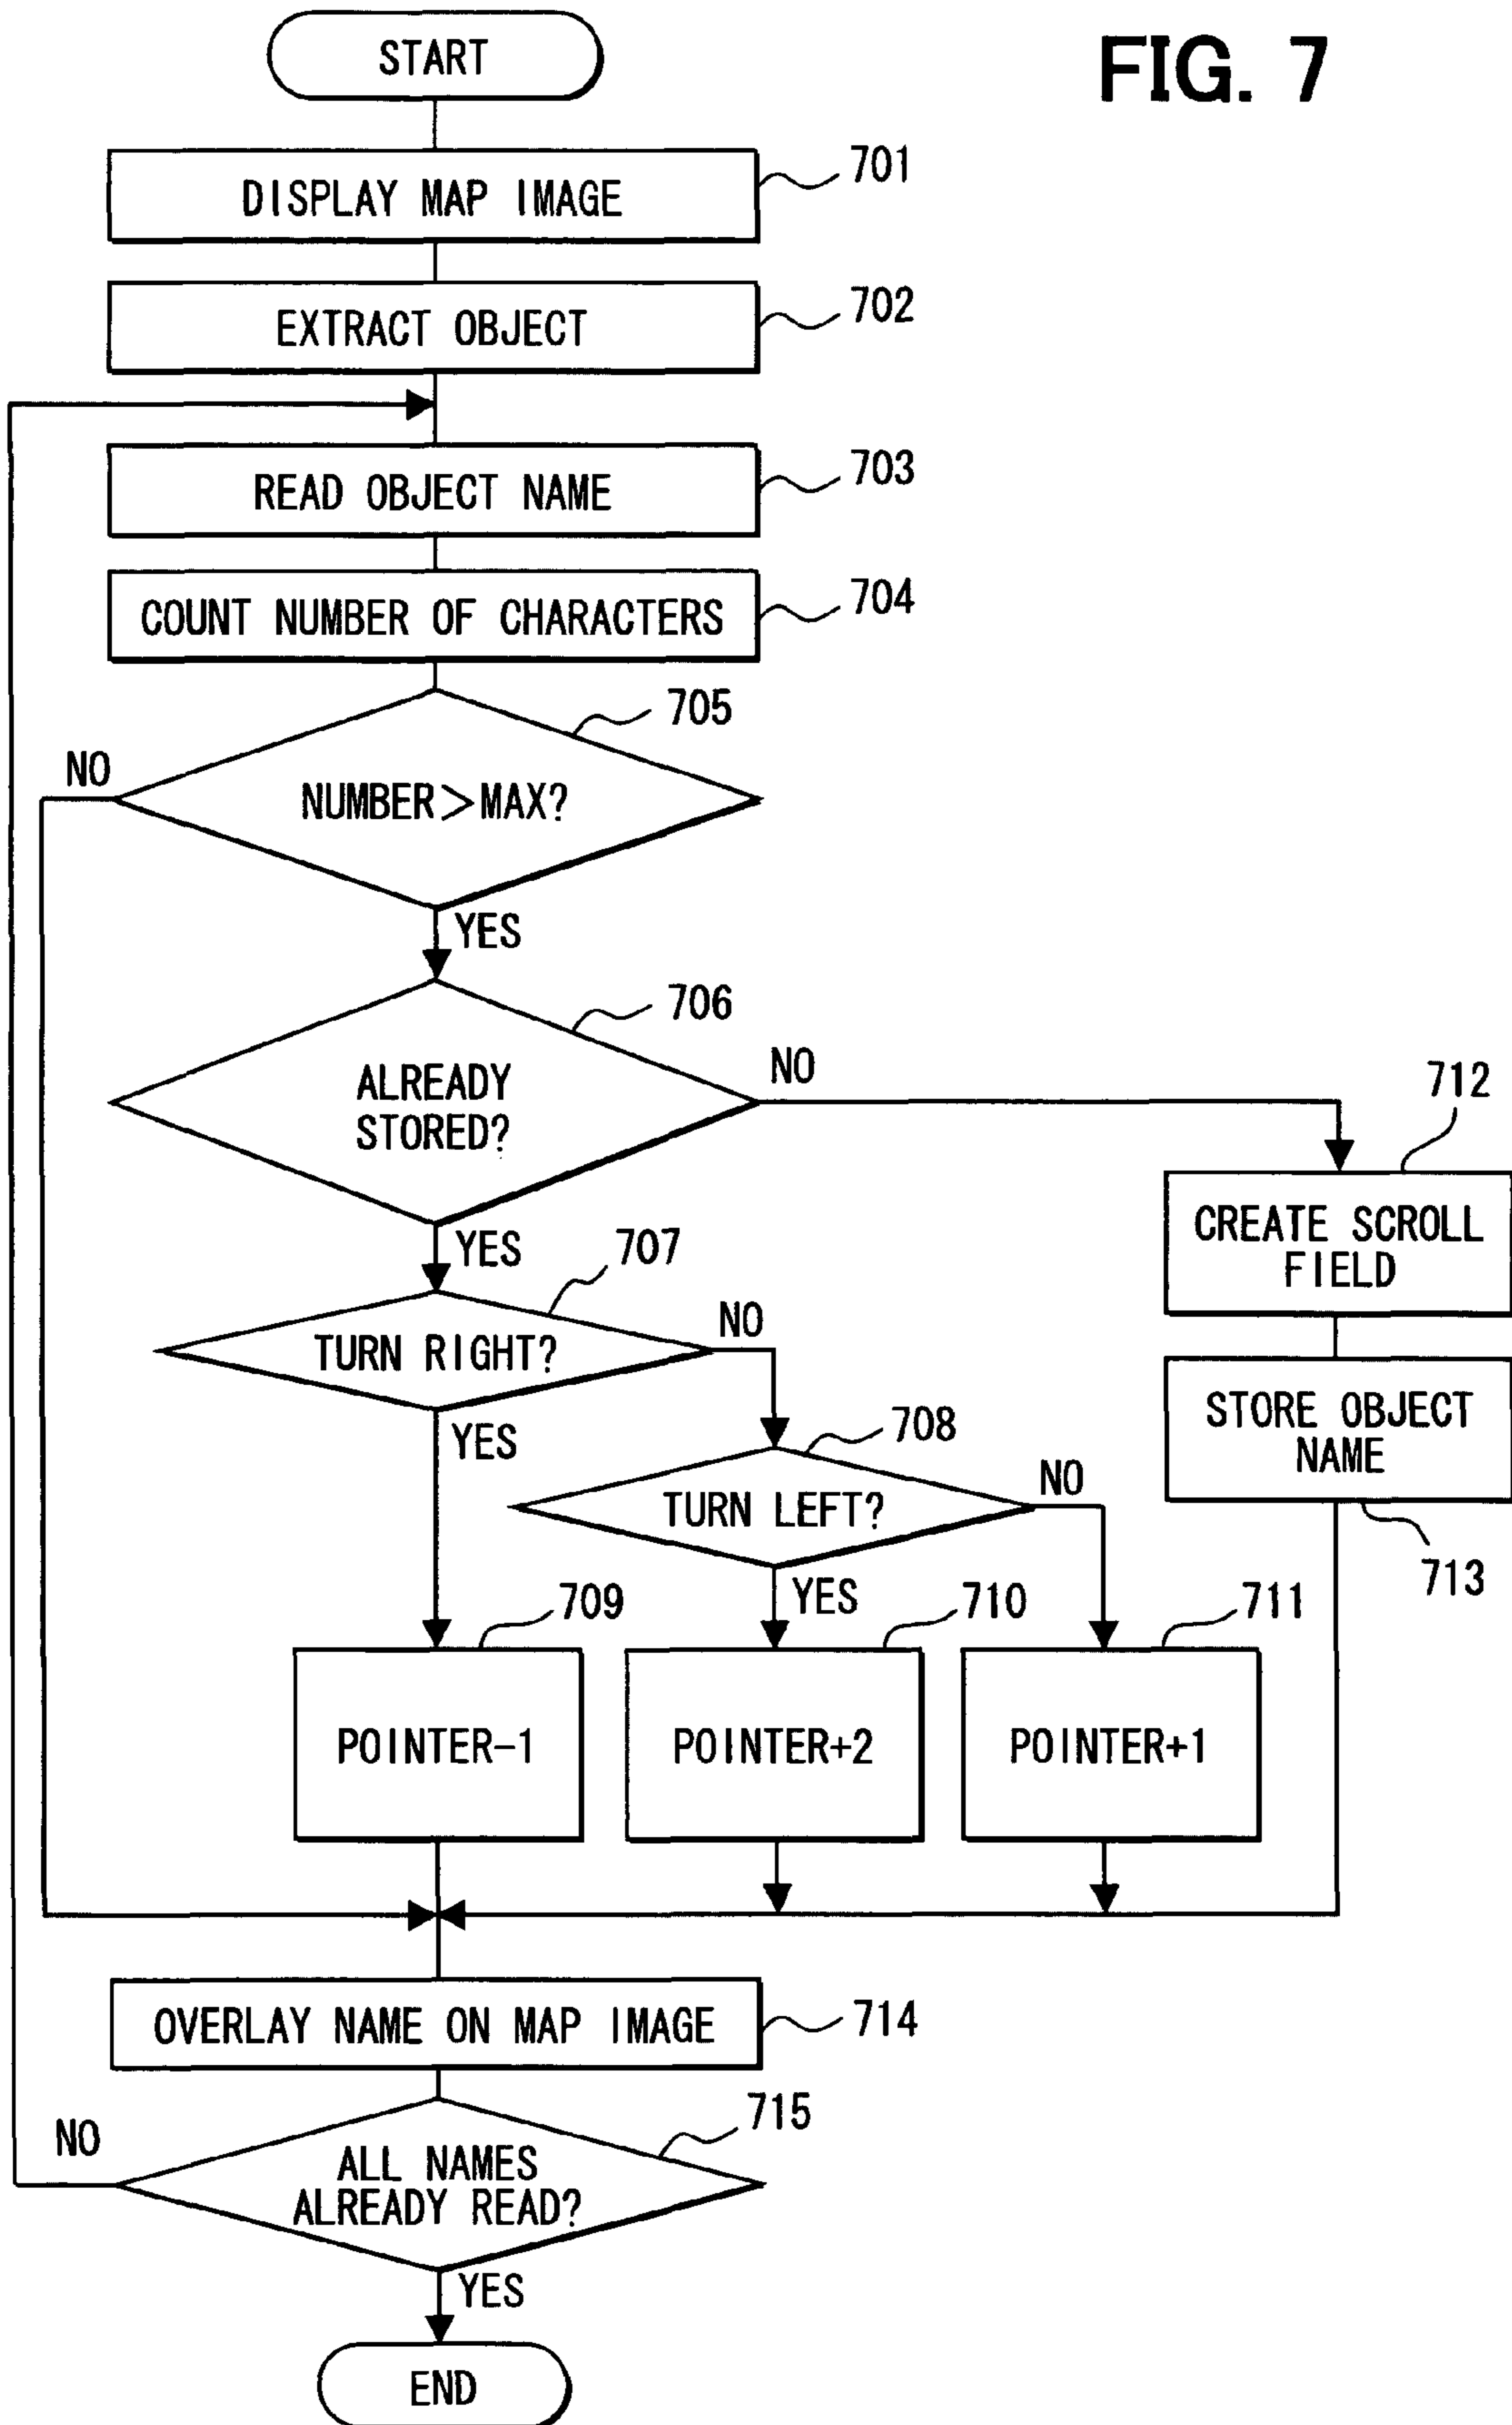 FIG. 7
START
DISPLAY MAP IMAGE
701
EXTRACT OBJECT
702
READ OBJECT NAME
703
COUNT NUMBER OF CHARACTERS
704
705
NO
NUMBER>MAX?
YES
706
ALREADY
STORED?
NO
YES
712
CREATE SCROLL
FIELD
707
TURN RIGHT?
NO
YES
STORE OBJECT
NAME
713
708
TURN LEFT?
NO
YES
709
710
711
POINTER-1
POINTER+2
POINTER+1
OVERLAY NAME ON MAP IMAGE
714
715
NO
ALL NAMES
ALREADY READ?
YES
END